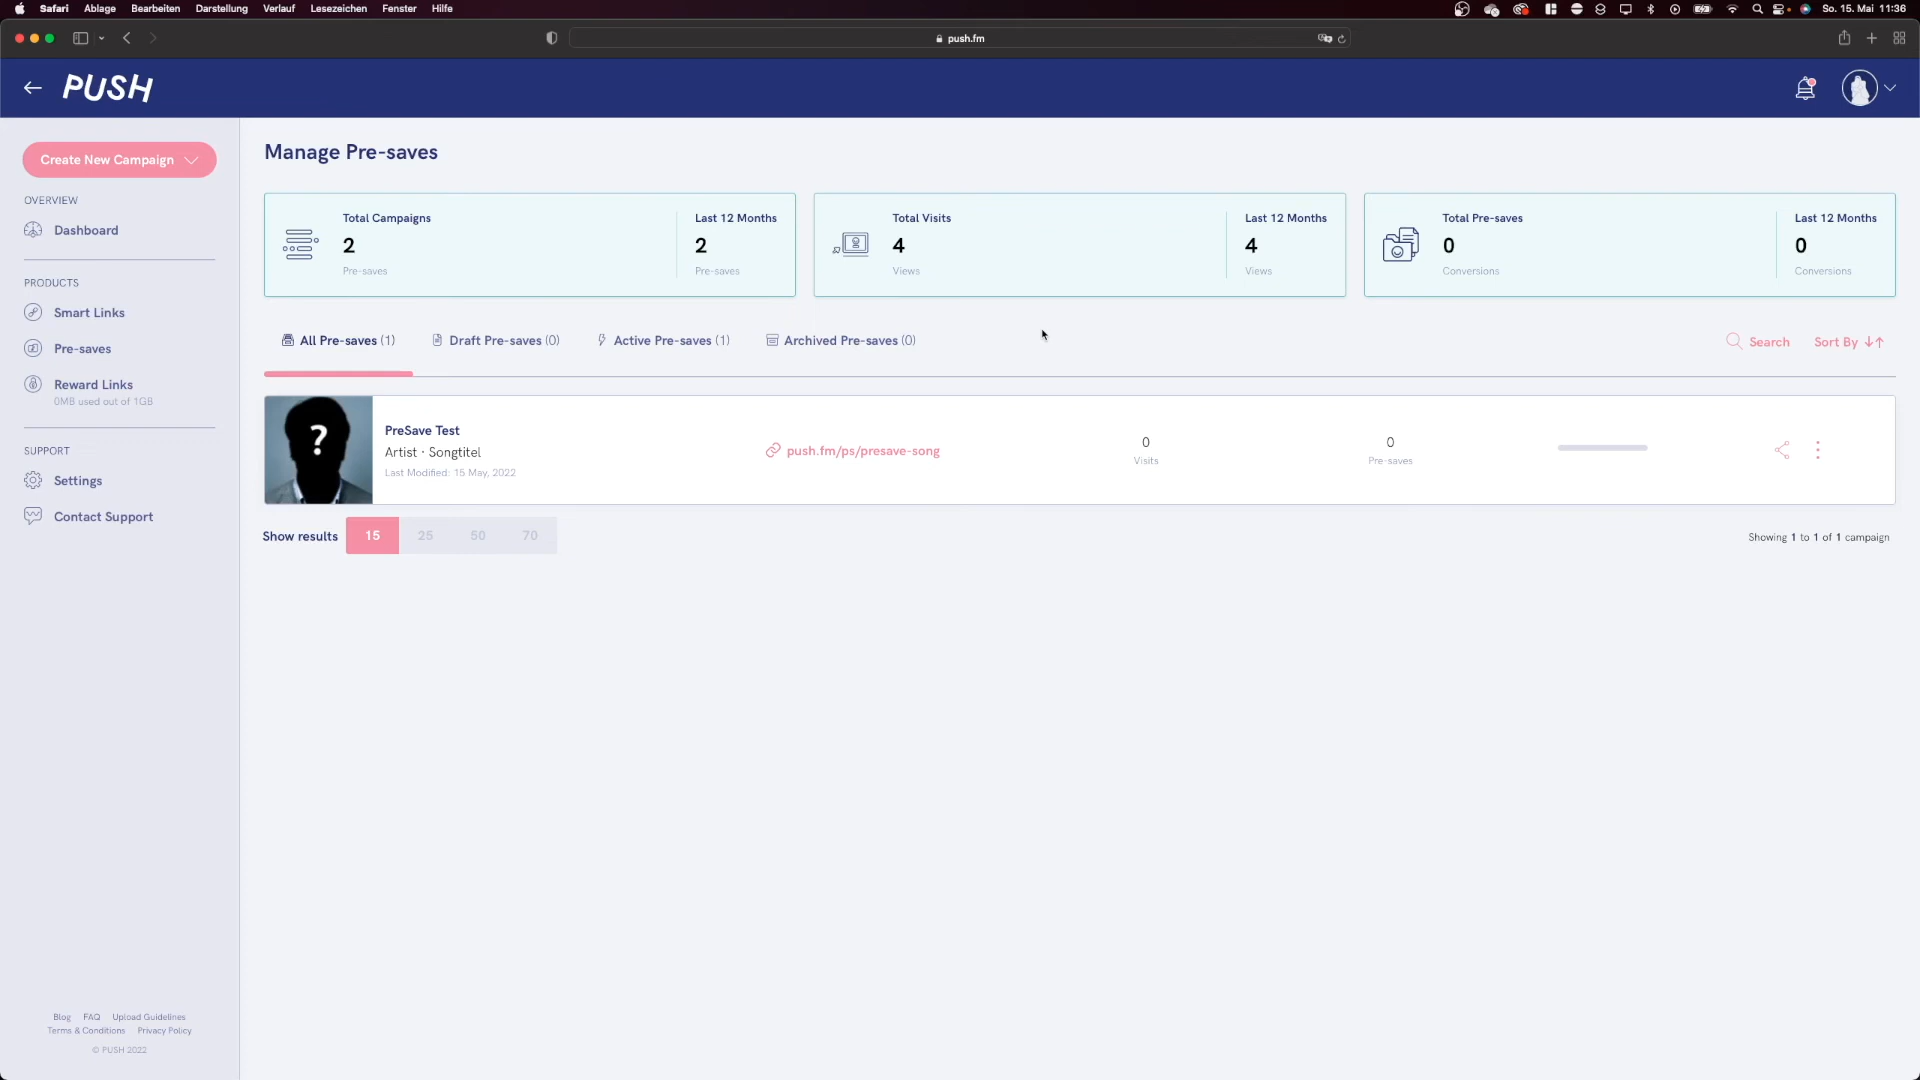 Safari Ablage Bearbeiten Darstellung Verlauf Lesezeichen Fenster Hilfe So. 15. Mai 11:36
push.fm
PUSH
Create New Campaign
OVERVIEW
Dashboard
PRODUCTS
Smart Links
Pre-saves
Reward Links
0MB used out of 1GB
SUPPORT
Settings
Contact Support
Blog FAQ Upload Guidelines
Terms & Conditions Privacy Policy
© PUSH 2022
Manage Pre-saves
Total Campaigns Last 12 Months
2 2
Pre-saves Pre-saves
Total Visits Last 12 Months
4 4
Views Views
Total Pre-saves Last 12 Months
0 0
Conversions Conversions
All Pre-saves (1) Draft Pre-saves (0) Active Pre-saves (1) Archived Pre-saves (0) Search Sort By
?
PreSave Test
Artist · Songtitel
Last Modified: 15 May, 2022
push.fm/ps/presave-song
0
Visits
0
Pre-saves
Show results 15 25 50 70
Showing 1 to 1 of 1 campaign